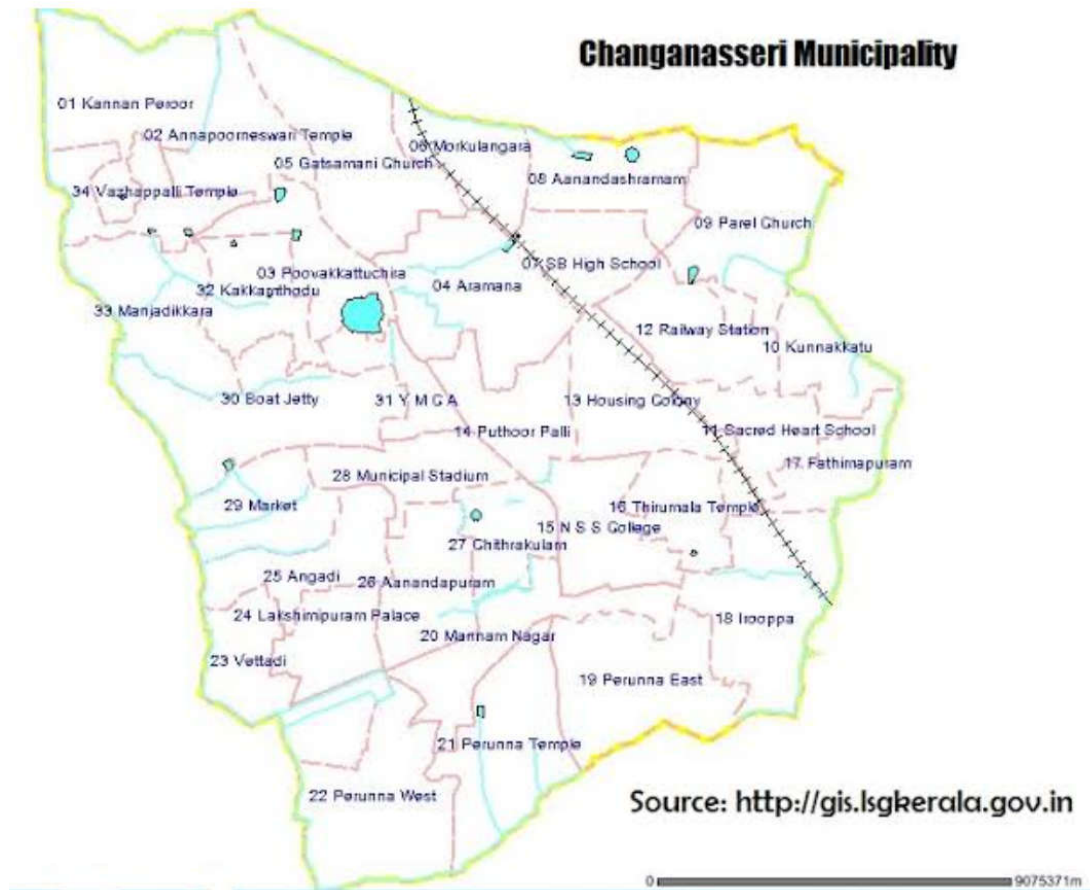 Changanasseri Municipality
01 Kannan Peroor
02 Annapoorneswari Temple
06 Morkulangara
05 Gatsamani Church
08 Aanandashramam
34 Vazhappalli Temple
09 Parel Church
03 Poovakkattuchira
07 SB High School
04 Aramana
32 Kakkamthodu
33 Manjadikkara
12 Railway Station
10 Kunnakkatu
30 Boat Jetty
31 Y M C A
13 Housing Colony
14 Puthoor Palli
11 Sacred Heart School
17 Fathimapuram
28 Municipal Stadium
29 Market
16 Thirumala Temple
15 N S S College
27 Chithrakulam
25 Angadi
26 Aanandapuram
24 Lakshimipuram Palace
18 Irooppa
20 Mannam Nagar
23 Vettadi
19 Perunna East
21 Perunna Temple
22 Perunna West
Source: http://gis.lsgkerala.gov.in
0 9075371m